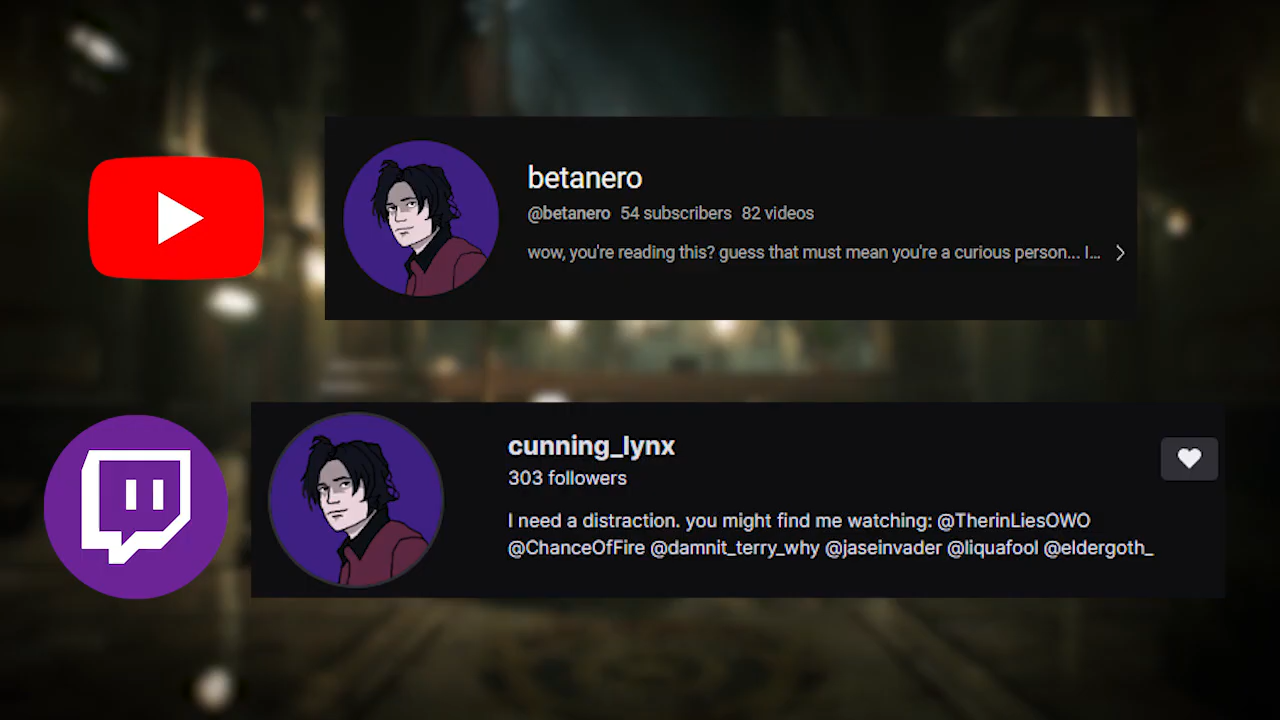 betanero
@betanero 54 subscribers 82 videos
wow, you're reading this? guess that must mean you're a curious person... I...
cunning_lynx
303 followers
I need a distraction. you might find me watching: @TherinLiesOWO
@ChanceOfFire @damnit_terry_why @jaseinvader @liquafool @eldergoth_